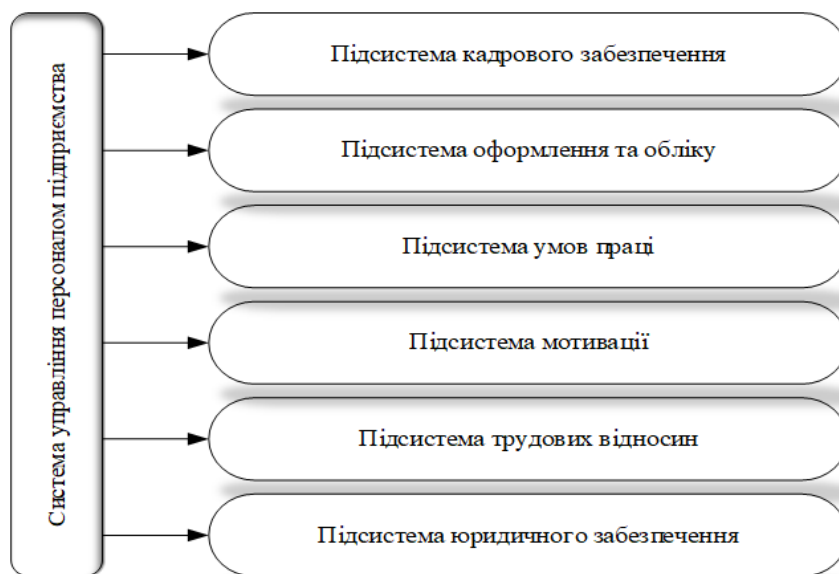 Система управління персоналом підприємства
Підсистема кадрового забезпечення
Підсистема оформлення та обліку
Підсистема умов праці
Підсистема мотивації
Підсистема трудових відносин
Підсистема юридичного забезпечення